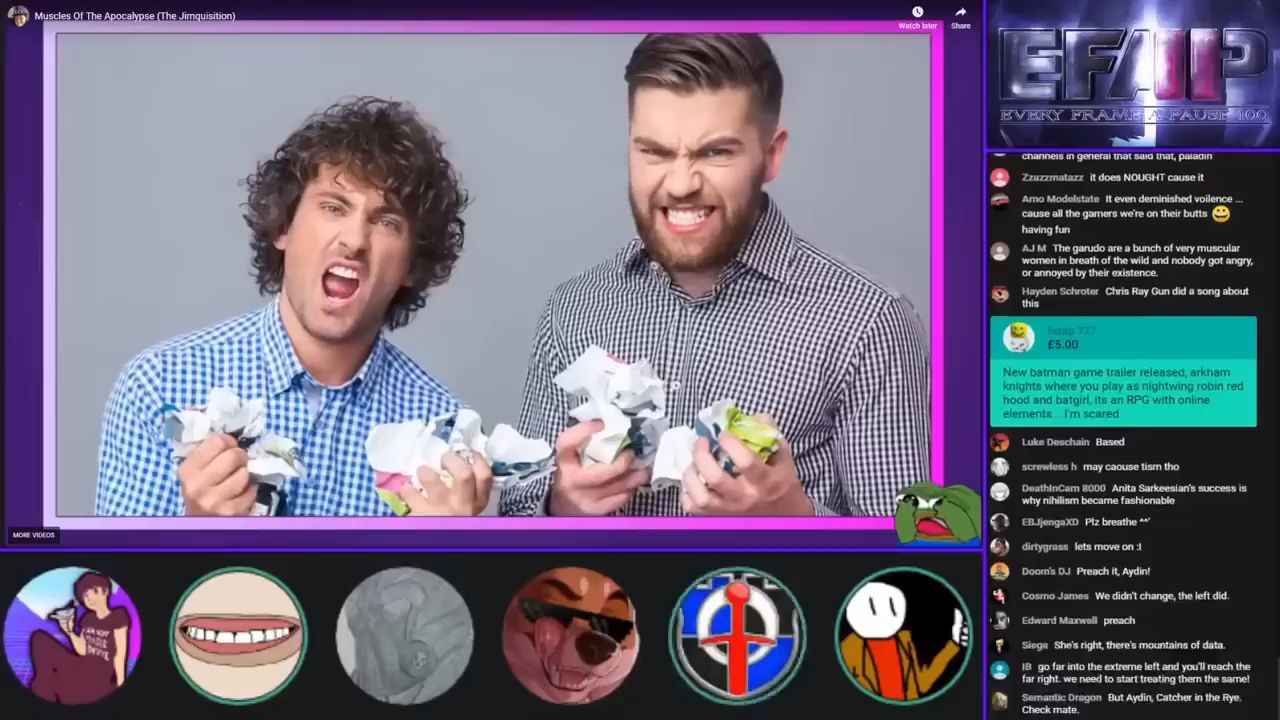 Muscles Of The Apocalypse (The Jimquisition)
Watch later
Share
MORE VIDEOS
EFAP
EVERY FRAME A PAUSE 100
channels in general that said that, paladin
Zzazzmatazz it does NOUGHT cause it
Arno Modelstate It even deminished voilence ...
cause all the gamers we're on their butts
having fun
AJ M The garudo are a bunch of very muscular
women in breath of the wild and nobody got angry,
or annoyed by their existence.
Hayden Schroter Chris Ray Gun did a song about
this
£5.00
New batman game trailer released, arkham
knights where you play as nightwing robin red
hood and batgirl, its an RPG with online
elements... I'm scared
Luke Deschain Based
screwless h may caouse tism tho
DeathInCam 8000 Anita Sarkeesian's success is
why nihilism became fashionable
EBJjengaXD Plz breathe ^^'
dirtygrass lets move on :l
Doom's DJ Preach it, Aydin!
Cosmo James We didn't change, the left did.
Edward Maxwell preach
Siege She's right, there's mountains of data.
IB go far into the extreme left and you'll reach the
far right. we need to start treating them the same!
Semantic Dragon But Aydin, Catcher in the Rye.
Check mate.